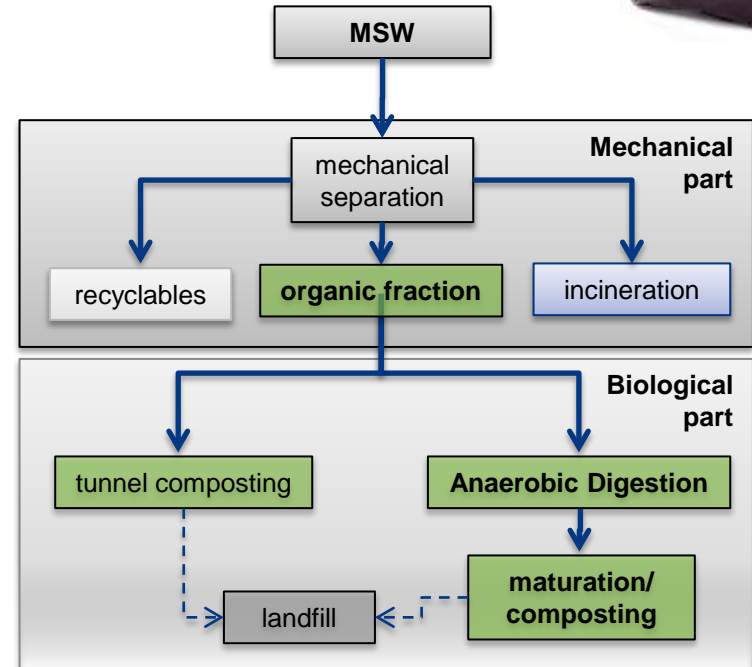 MSW
Mechanical
part
mechanical
separation
recyclables
organic fraction
incineration
Biological
part
tunnel composting
Anaerobic Digestion
maturation/
composting
landfill